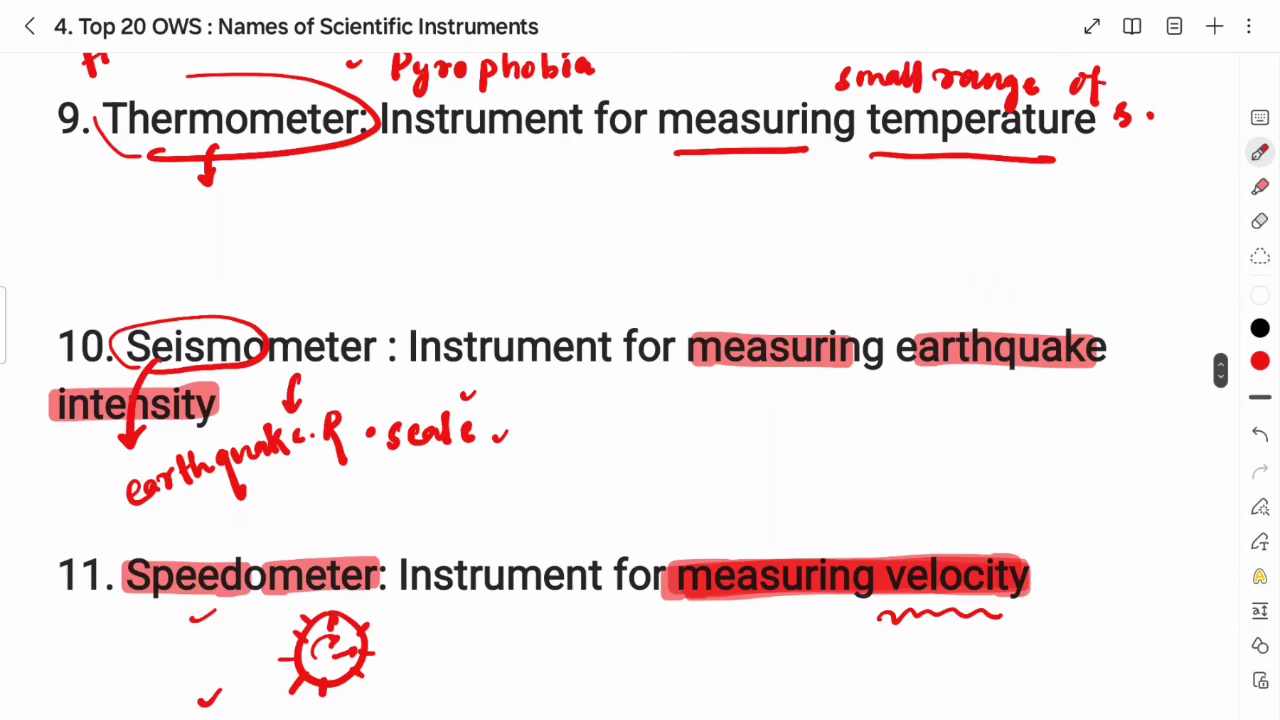 4. Top 20 OWS : Names of Scientific Instruments
Pyrophobia
small range of
9. Thermometer: Instrument for measuring temperature s.
10. Seismometer : Instrument for measuring earthquake
intensity
earthquake. R. scale
11. Speedometer: Instrument for measuring velocity